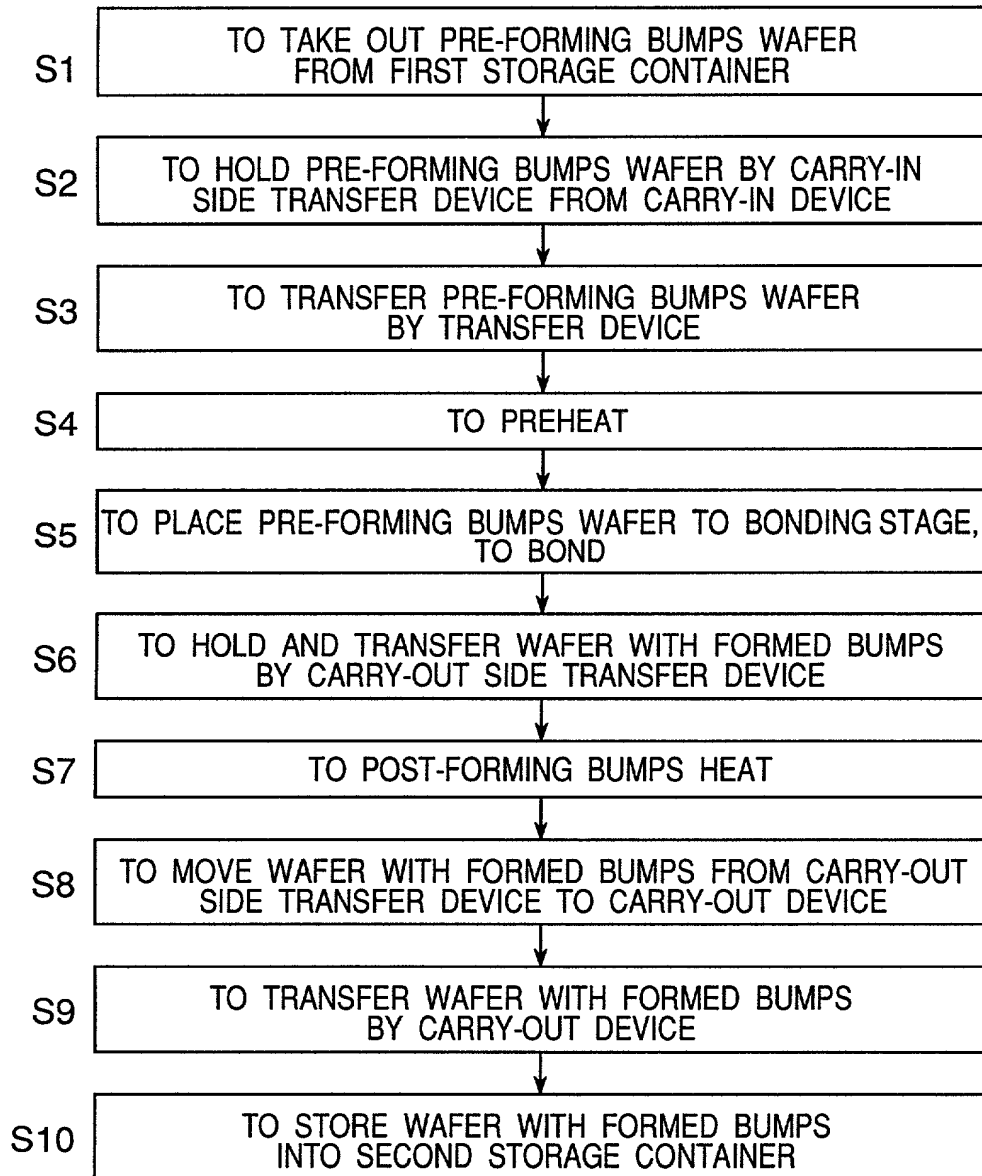 S1
TO TAKE OUT PRE-FORMING BUMPS WAFER
FROM FIRST STORAGE CONTAINER
S2
TO HOLD PRE-FORMING BUMPS WAFER BY CARRY-IN
SIDE TRANSFER DEVICE FROM CARRY-IN DEVICE
S3
TO TRANSFER PRE-FORMING BUMPS WAFER
BY TRANSFER DEVICE
S4
TO PREHEAT
S5
TO PLACE PRE-FORMING BUMPS WAFER TO BONDING STAGE,
TO BOND
S6
TO HOLD AND TRANSFER WAFER WITH FORMED BUMPS
BY CARRY-OUT SIDE TRANSFER DEVICE
S7
TO POST-FORMING BUMPS HEAT
S8
TO MOVE WAFER WITH FORMED BUMPS FROM CARRY-OUT
SIDE TRANSFER DEVICE TO CARRY-OUT DEVICE
S9
TO TRANSFER WAFER WITH FORMED BUMPS
BY CARRY-OUT DEVICE
S10
TO STORE WAFER WITH FORMED BUMPS
INTO SECOND STORAGE CONTAINER